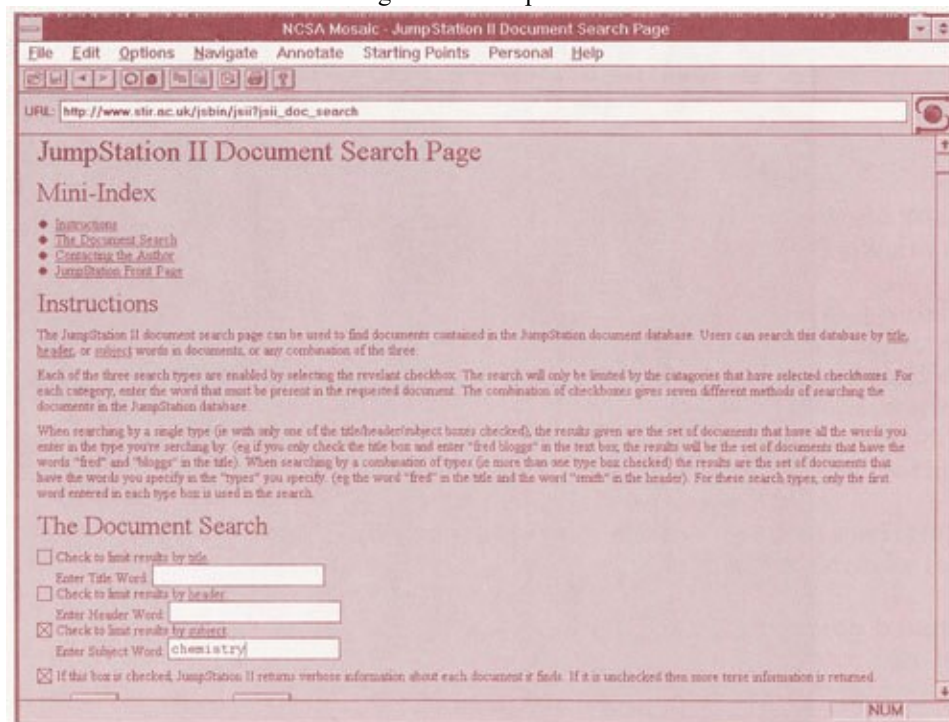 NCSA Mosaic - JumpStation II Document Search Page
File Edit Options Navigate Annotate Starting Points Personal Help
URL: http://www.stir.ac.uk/jsbin/jsii?jsii_doc_search
JumpStation II Document Search Page
Mini-Index
Instructions
The Document Search
Contacting the Author
JumpStation Front Page
Instructions
The JumpStation II document search page can be used to find documents contained in the JumpStation document database. Users can search this database by title,
header, or subject words in documents, or any combination of the three.
Each of the three search types are enabled by selecting the revelant checkbox. The search will only be limited by the catagories that have selected checkboxes. For
each category, enter the word that must be present in the requested document. The combination of checkboxes gives seven different methods of searching the
documents in the JumpStation database.
When searching by a single type (ie with only one of the title/header/subject boxes checked), the results given are the set of documents that have all the words you
enter in the type you're serching by. (eg if you only check the title box and enter "fred bloggs" in the text box, the results will be the set of documents that have the
words "fred" and "bloggs" in the title). When searching by a combination of types (ie more than one type box checked) the results are the set of documents that
have the words you specify in the "types" you specify. (eg the word "fred" in the title and the word "smith" in the header). For these search types, only the first
word entered in each type box is used in the search.
The Document Search
Check to limit results by title.
Enter Title Word:
Check to limit results by header.
Enter Header Word:
Check to limit results by subject.
Enter Subject Word: chemistry
If this box is checked, JumpStation II returns verbose information about each document it finds. If it is unchecked then more terse information is returned.
NUM